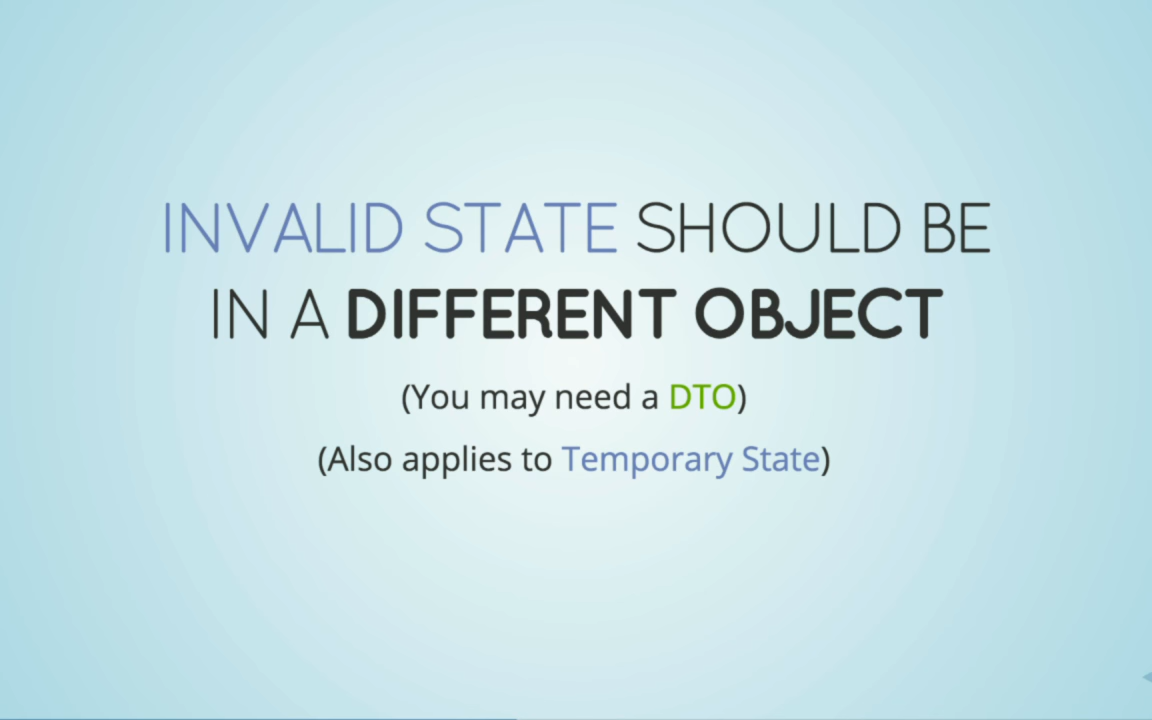 INVALID STATE SHOULD BE
IN A DIFFERENT OBJECT
(You may need a DTO)
(Also applies to Temporary State)